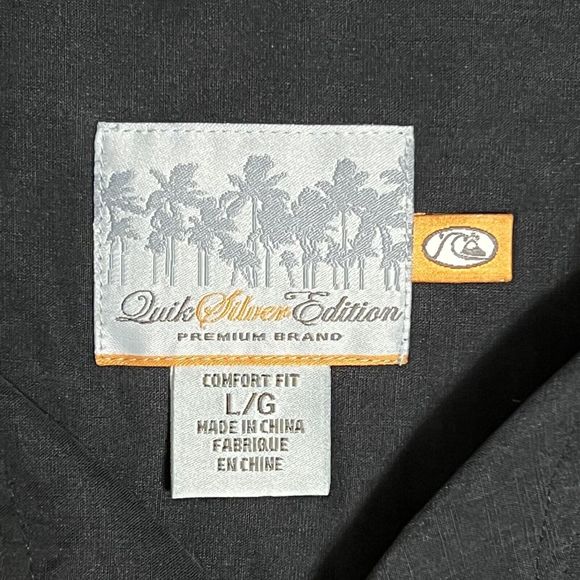 QuikSilverEdition
PREMIUM BRAND
COMFORT FIT
L/G
MADE IN CHINA
FABRIQUE
EN CHINE